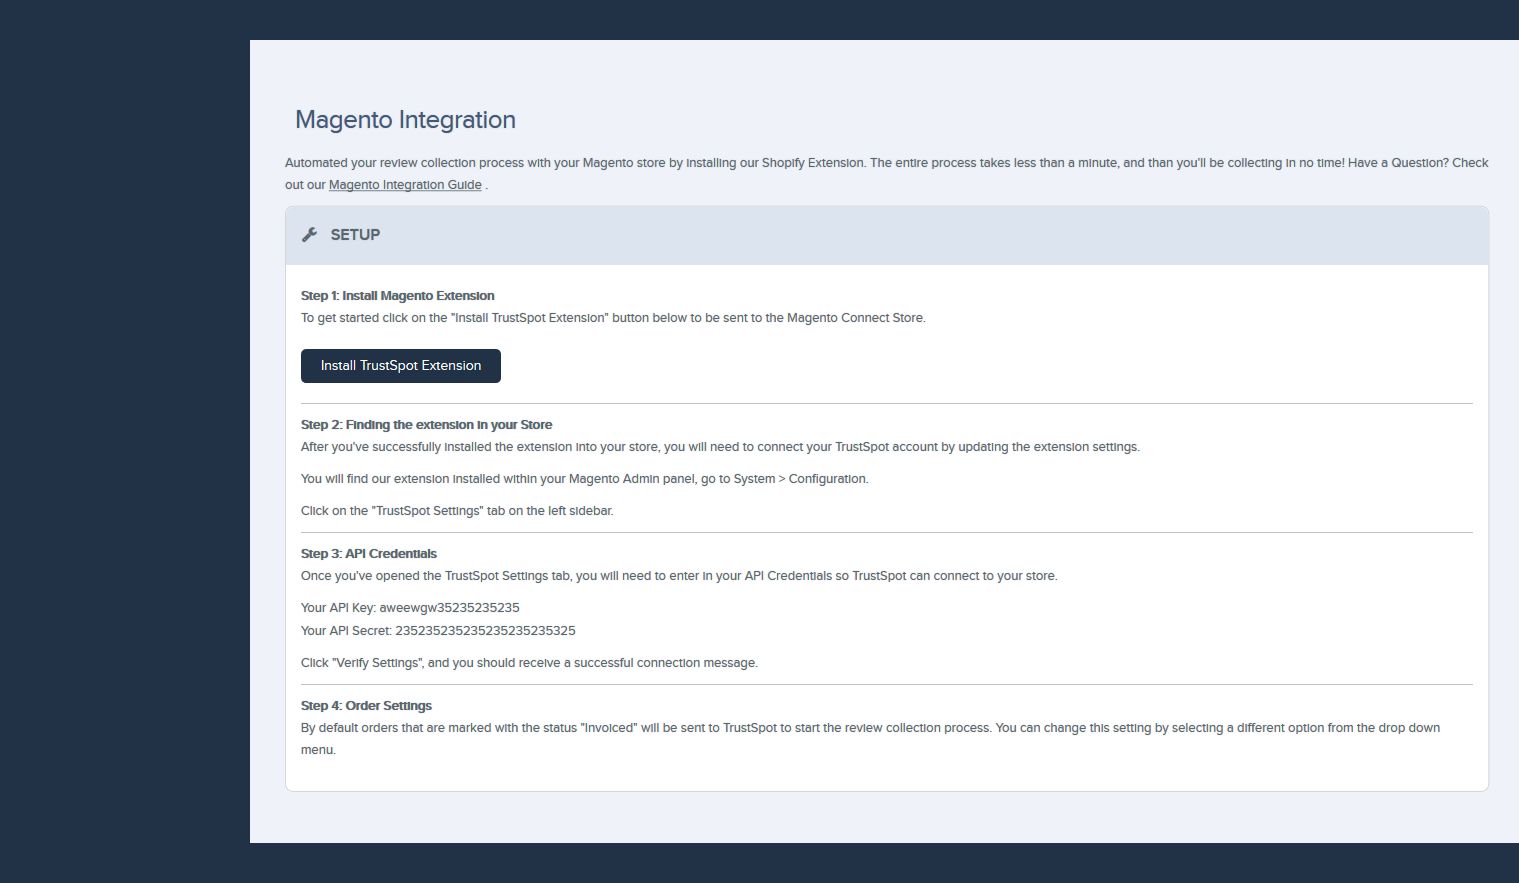 Magento Integration
Automated your review collection process with your Magento store by installing our Shopify Extension. The entire process takes less than a minute, and than you'll be collecting in no time! Have a Question? Check
out our Magento Integration Guide .
SETUP
Step 1: Install Magento Extension
To get started click on the "Install TrustSpot Extension" button below to be sent to the Magento Connect Store.
Install TrustSpot Extension
Step 2: Finding the extension in your Store
After you've successfully installed the extension into your store, you will need to connect your TrustSpot account by updating the extension settings.
You will find our extension installed within your Magento Admin panel, go to System > Configuration.
Click on the "TrustSpot Settings" tab on the left sidebar.
Step 3: API Credentials
Once you've opened the TrustSpot Settings tab, you will need to enter in your API Credentials so TrustSpot can connect to your store.
Your API Key: aweewgw35235235235
Your API Secret: 235235235235235235235325
Click "Verify Settings", and you should receive a successful connection message.
Step 4: Order Settings
By default orders that are marked with the status "Invoiced" will be sent to TrustSpot to start the review collection process. You can change this setting by selecting a different option from the drop down
menu.